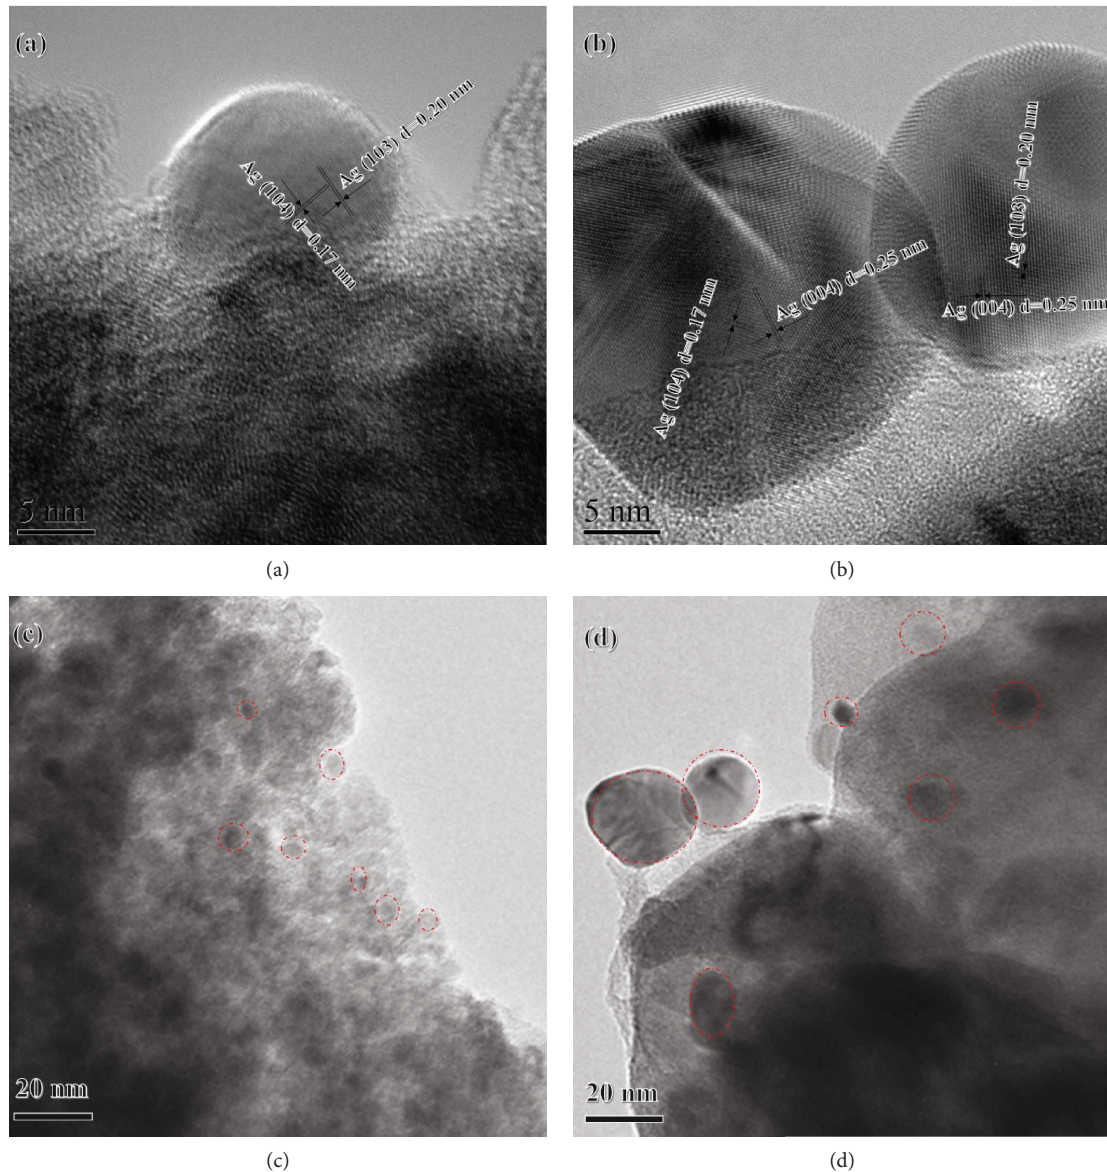 (a)
Ag (103) d=0.20 nm
Ag (104) d=0.17 nm
5 nm
(a)
(b)
Ag (103) d=0.20 nm
Ag (004) d=0.25 nm
Ag (104) d=0.17 nm
Ag (004) d=0.25 nm
5 nm
(b)
(c)
20 nm
(c)
(d)
20 nm
(d)